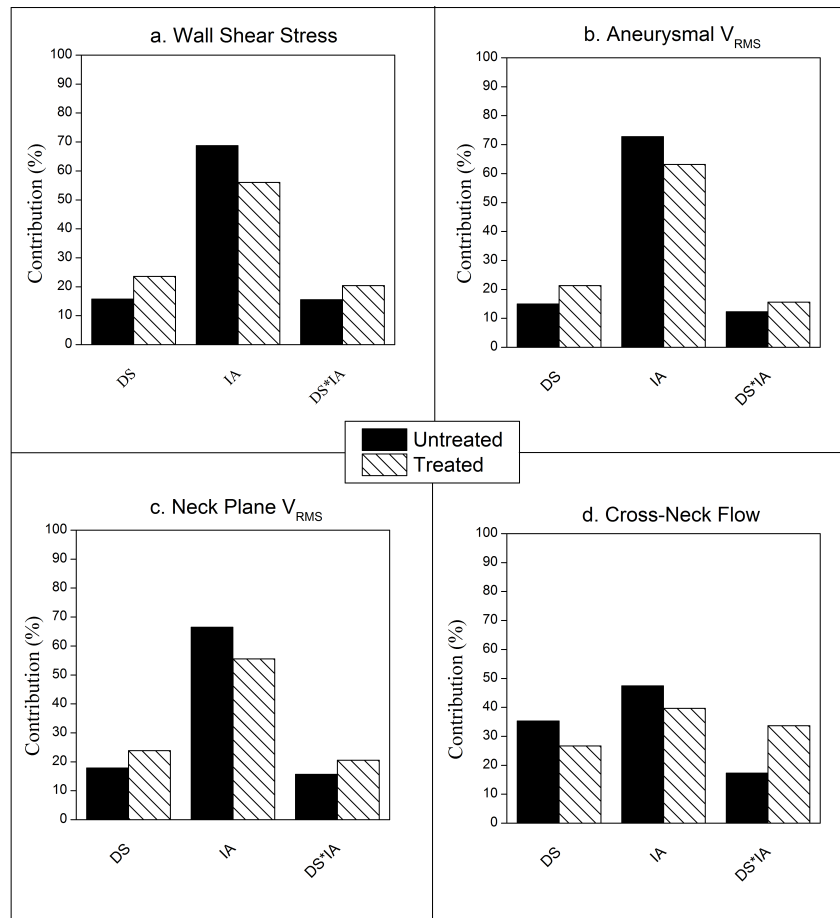 a. Wall Shear Stress
100
90
80
70
60
50
40
30
20
10
0
Contribution (%)
DS
IA
DS*IA
b. Aneurysmal V_RMS
100
90
80
70
60
50
40
30
20
10
0
Contribution (%)
DS
IA
DS*IA
Untreated
Treated
c. Neck Plane V_RMS
100
90
80
70
60
50
40
30
20
10
0
Contribution (%)
DS
IA
DS*IA
d. Cross-Neck Flow
100
90
80
70
60
50
40
30
20
10
0
Contribution (%)
DS
IA
DS*IA